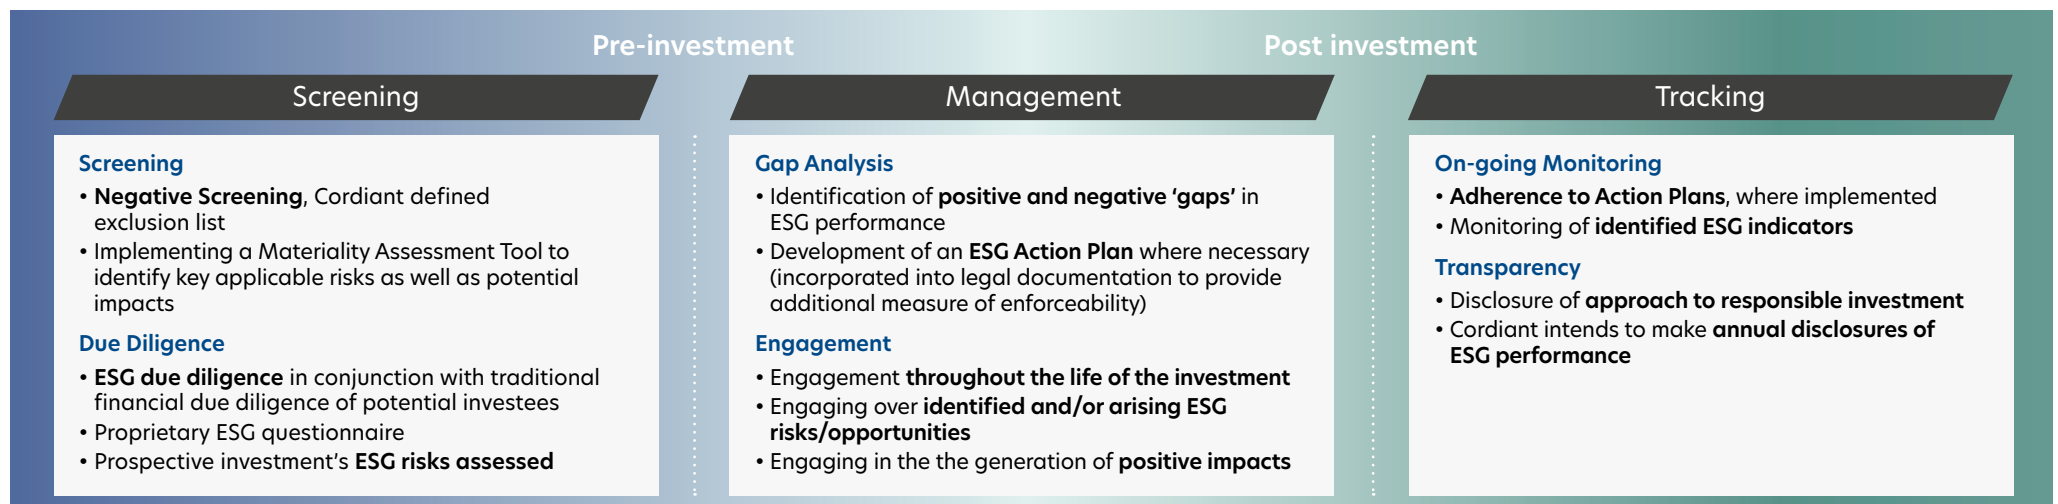 Pre-investment
Post investment
Screening
Screening
• Negative Screening, Cordiant defined
exclusion list
• Implementing a Materiality Assessment Tool to
identify key applicable risks as well as potential
impacts
Due Diligence
• ESG due diligence in conjunction with traditional
financial due diligence of potential investees
• Proprietary ESG questionnaire
• Prospective investment's ESG risks assessed
Management
Gap Analysis
• Identification of positive and negative ‘gaps’ in
ESG performance
• Development of an ESG Action Plan where necessary
(incorporated into legal documentation to provide
additional measure of enforceability)
Engagement
• Engagement throughout the life of the investment
• Engaging over identified and/or arising ESG
risks/opportunities
• Engaging in the the generation of positive impacts
Tracking
On-going Monitoring
• Adherence to Action Plans, where implemented
• Monitoring of identified ESG indicators
Transparency
• Disclosure of approach to responsible investment
• Cordiant intends to make annual disclosures of
ESG performance